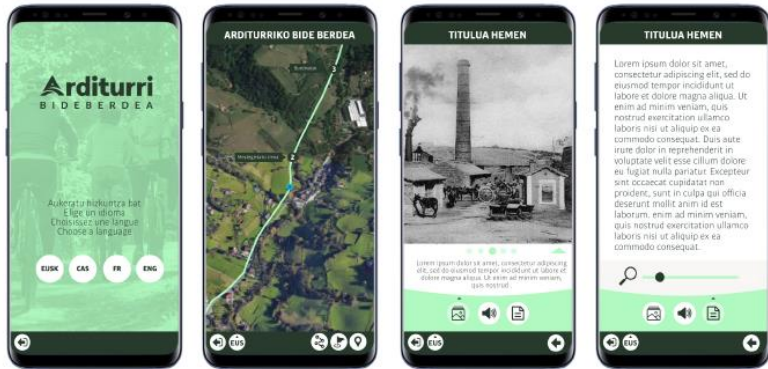 Arditurri
BIDEBERDEA
Aukeratu hizkuntza bat
Elige un idioma
Choisissez une langue
Choose a language
EUSK
CAS
FR
ENG
ARDITURRIKO BIDE BERDEA
3
2
EUS
TITULUA HEMEN
Lorem ipsum dolor sit amet, consectetur adipiscing
elit, sed do eiusmod tempor incididunt ut labore et
dolore magna aliqua. Ut enim ad minim veniam,
quis nostrud
EUS
TITULUA HEMEN
Lorem ipsum dolor sit amet,
consectetur adipiscing elit, sed do
eiusmod tempor incididunt ut
labore et dolore magna aliqua. Ut
enim ad minim veniam, quis
nostrud exercitation ullamco
laboris nisi ut aliquip ex ea
commodo consequat. Duis aute
irure dolor in reprehenderit in
voluptate velit esse cillum dolore
eu fugiat nulla pariatur. Excepteur
sint occaecat cupidatat non
proident, sunt in culpa qui officia
deserunt mollit anim id est
laborum. enim ad minim veniam,
quis nostrud exercitation ullamco
laboris nisi ut aliquip ex ea
commodo consequat.
EUS